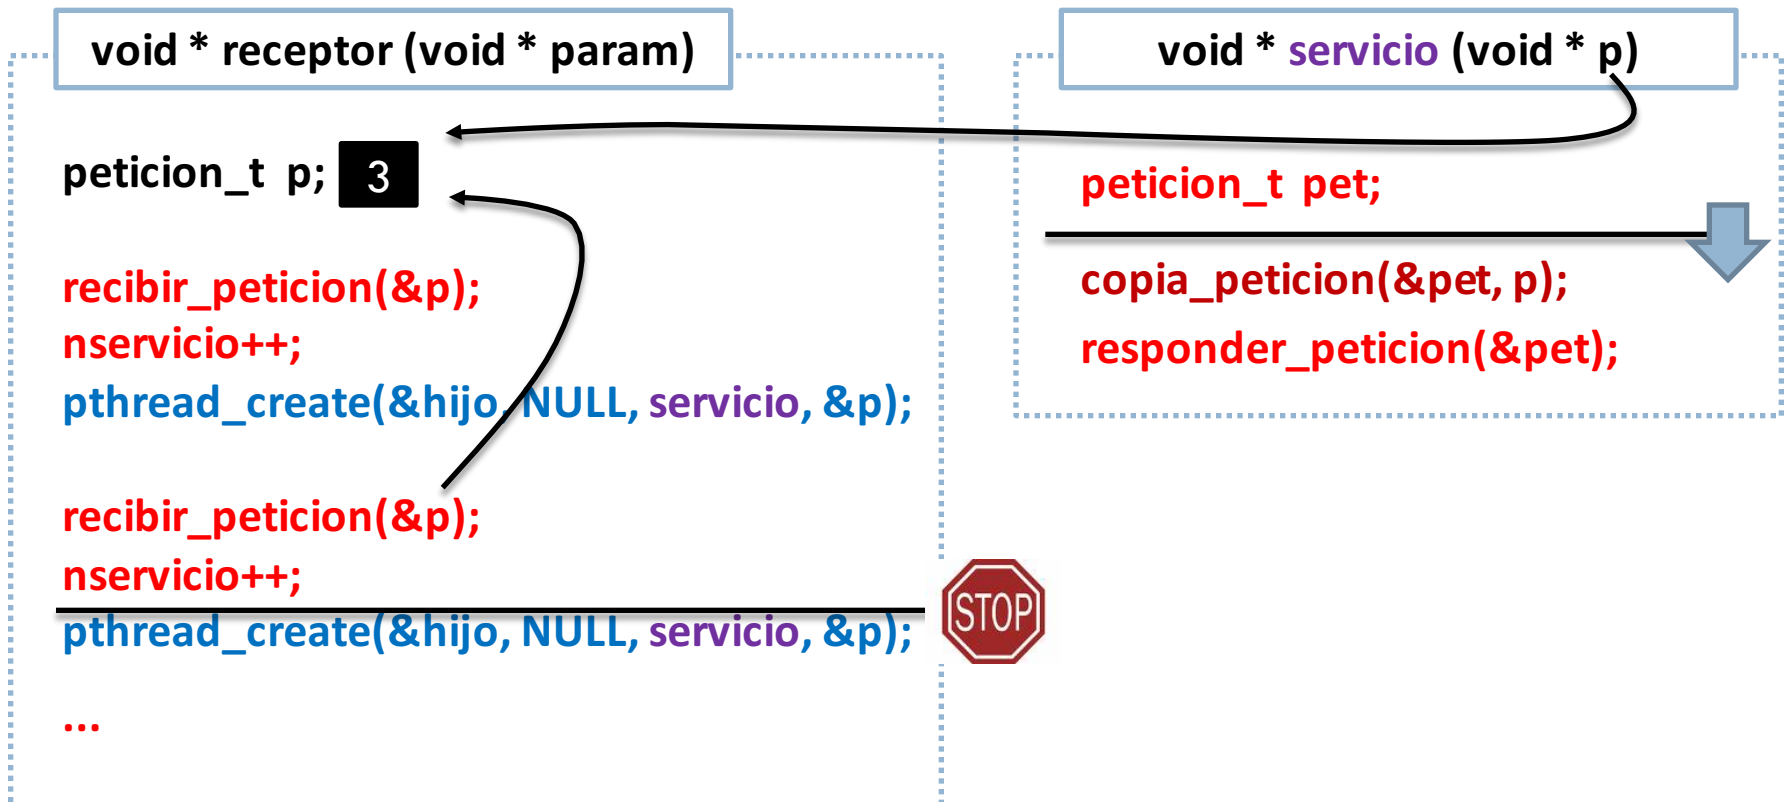 void * receptor (void * param)
peticion_t p; 3
recibir_peticion(&p);
nservicio++;
pthread_create(&hijo, NULL, servicio, &p);
recibir_peticion(&p);
nservicio++;
pthread_create(&hijo, NULL, servicio, &p);
...
STOP
void * servicio (void * p)
peticion_t pet;
copia_peticion(&pet, p);
responder_peticion(&pet);